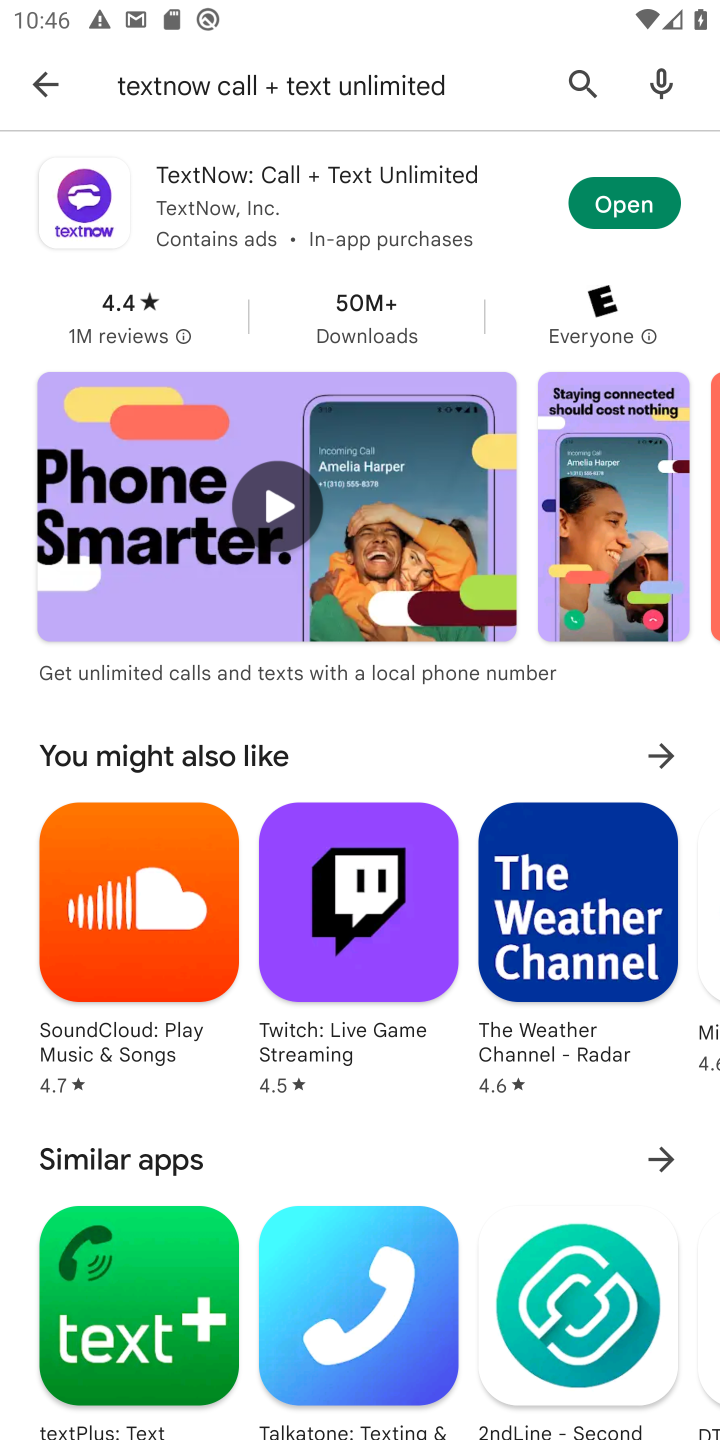 10:46
textnow call + text unlimited
textnow
TextNow: Call + Text Unlimited
TextNow, Inc.
Contains ads • In-app purchases
Open
4.4★
1M reviews
50M+
Downloads
E
Everyone
Phone
Smarter.
Incoming Call
Amelia Harper
+1(310) 555-8378
Staying connected
should cost nothing
Incoming Call
Amelia Harper
+1(310) 555-8378
Get unlimited calls and texts with a local phone number
You might also like
The
Weather
Channel
SoundCloud: Play
Music & Songs
4.7★
Twitch: Live Game
Streaming
4.5★
The Weather
Channel - Radar
4.6★
Mi
4.6
Similar apps
text+
textPlus: Text
Talkatone: Texting &
2ndLine - Second
DT